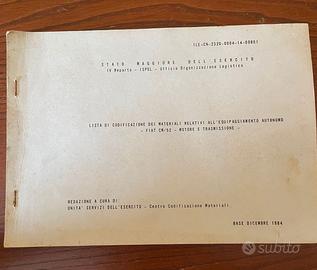 (LE-CN-2320-0004-14-00B6)
STATO MAGGIORE DELL'ESERCITO
IV Reparto - ISPEL - Ufficio Organizzazione Logistica
LISTA DI CODIFICAZIONE DEI MATERIALI RELATIVI ALL'EQUIPAGGIAMENTO AUTONOMO
- FIAT CM/52 - MOTORE E TRASMISSIONE -
REDAZIONE A CURA DI
UNITA' SERVIZI DELL'ESERCITO - Centro Codificazione Materiali
BASE DICEMBRE 1984
subito